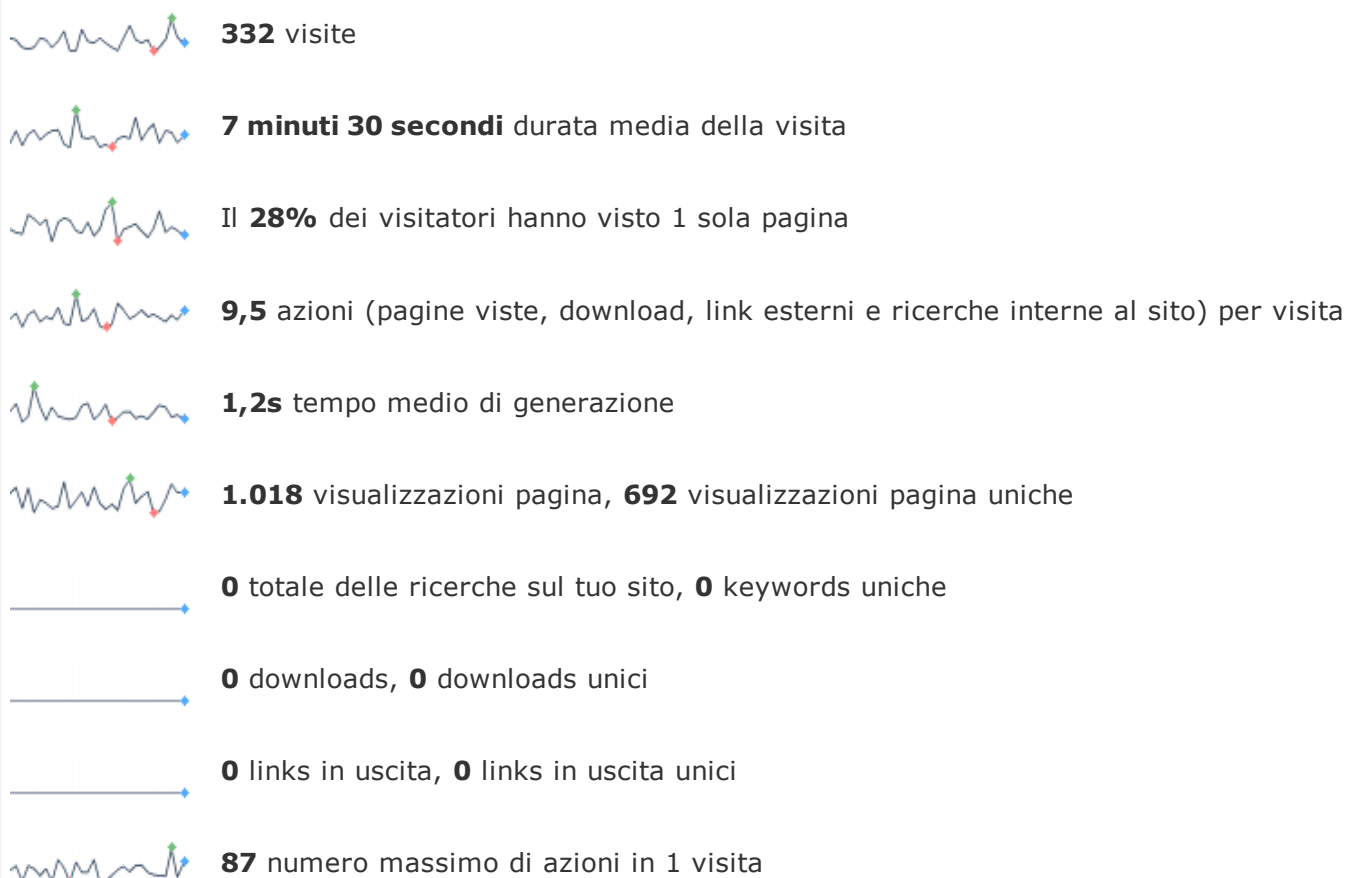 332 visite
7 minuti 30 secondi durata media della visita
Il 28% dei visitatori hanno visto 1 sola pagina
9,5 azioni (pagine viste, download, link esterni e ricerche interne al sito) per visita
1,2s tempo medio di generazione
1.018 visualizzazioni pagina, 692 visualizzazioni pagina uniche
0 totale delle ricerche sul tuo sito, 0 keywords uniche
0 downloads, 0 downloads unici
0 links in uscita, 0 links in uscita unici
87 numero massimo di azioni in 1 visita